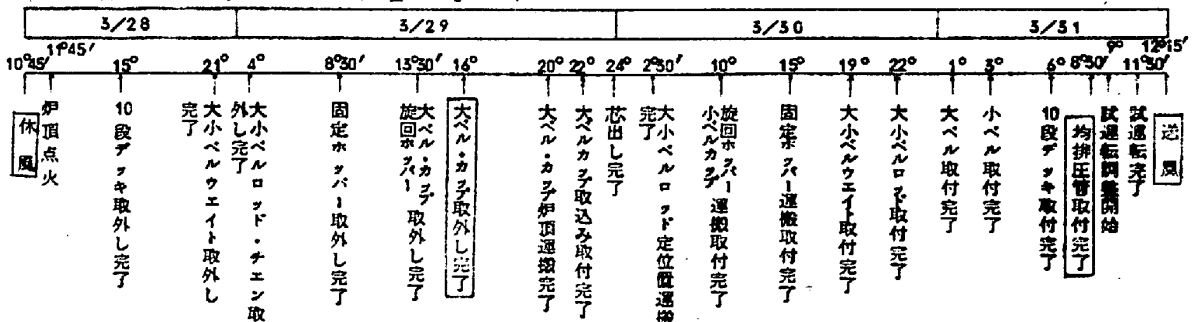 3/28
3/29
3/30
3/31
10°45′
11°45′
15°
21°
4°
8°30′
13°30′
16°
20°
22°
24°
2°30′
10°
15°
19°
22°
1°
3°
6°
8°30′
9°
11°30′
12°15′
休風
炉頂点火
10段デッキ取外し完了
大小ベルウエイト取外し
完了
大小ベルロッド・チエン取
外し完了
固定ホッパー取外し完了
大ベル・カップ取外し完了
旋回ホッパー
大ベル・カップ取外し完了
大ベル・カップ炉頂運搬完了
大ベルカップ取込み取付完了
芯出し完了
大小ベルロッド定位置運搬
完了
旋回ホッパー運搬取付完了
小ベルカップ
固定ホッパー運搬取付完了
大小ベルウエイト取付完了
大小ベルロッド取付完了
大ベル取付完了
小ベル取付完了
10段デッキ取付完了
均排圧管取付完了
試運転調整開始
試運転完了
送風